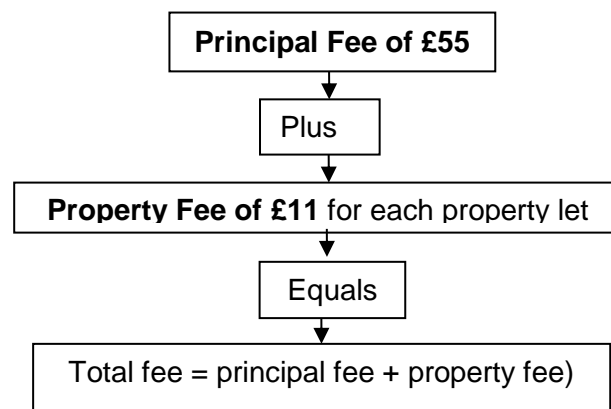 Principal Fee of £55
Plus
Property Fee of £11 for each property let
Equals
Total fee = principal fee + property fee)